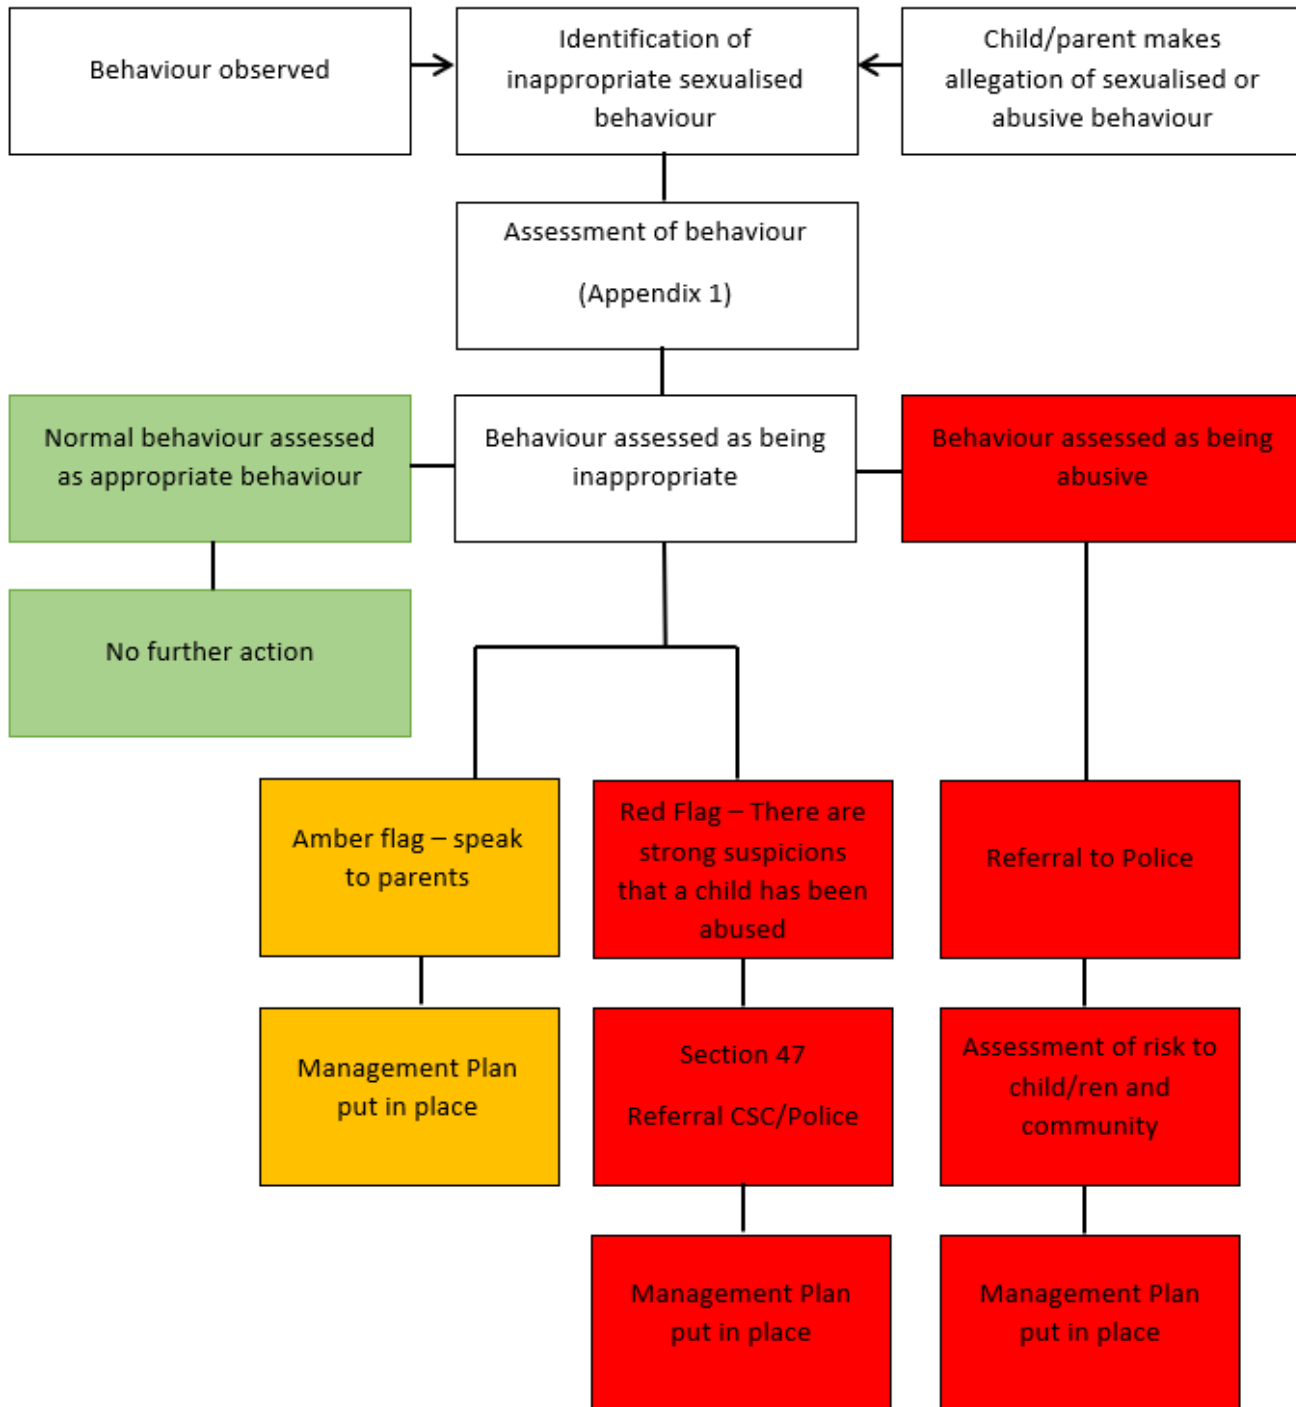 Behaviour observed
Identification of
inappropriate sexualised
behaviour
Child/parent makes
allegation of sexualised or
abusive behaviour
Assessment of behaviour
(Appendix 1)
Normal behaviour assessed
as appropriate behaviour
Behaviour assessed as being
inappropriate
Behaviour assessed as being
abusive
No further action
Amber flag – speak
to parents
Red Flag – There are
strong suspicions
that a child has been
abused
Referral to Police
Management Plan
put in place
Section 47
Referral CSC/Police
Assessment of risk to
child/ren and
community
Management Plan
put in place
Management Plan
put in place